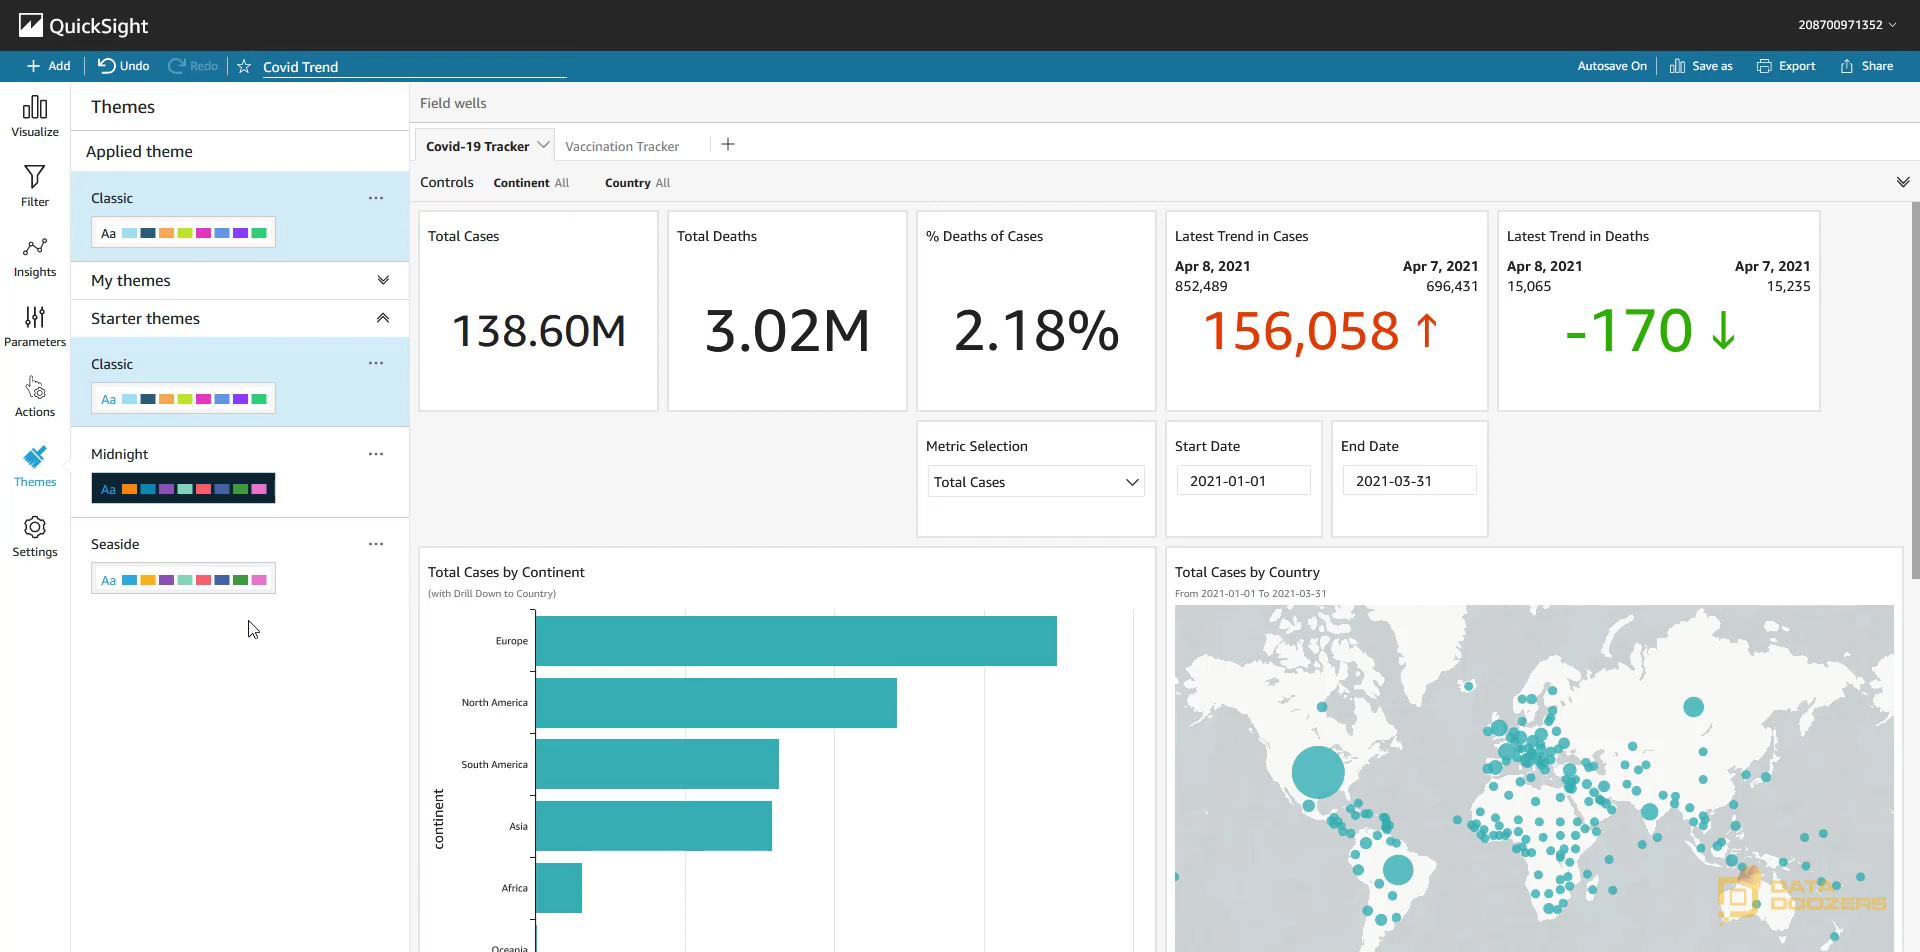 QuickSight
208700971352
Add Undo Redo Covid Trend Autosave On Save as Export Share
Visualize
Filter
Insights
Parameters
Actions
Themes
Settings
Themes
Applied theme
Classic
Aa
My themes
Starter themes
Classic
Aa
Midnight
Aa
Seaside
Aa
Field wells
Covid-19 Tracker Vaccination Tracker
Controls Continent All Country All
Total Cases
138.60M
Total Deaths
3.02M
% Deaths of Cases
2.18%
Latest Trend in Cases
Apr 8, 2021 Apr 7, 2021
852,489 696,431
156,058 ↑
Latest Trend in Deaths
Apr 8, 2021 Apr 7, 2021
15,065 15,235
-170 ↓
Metric Selection
Total Cases
Start Date
2021-01-01
End Date
2021-03-31
Total Cases by Continent
(with Drill Down to Country)
continent
Europe
North America
South America
Asia
Africa
Oceania
Total Cases by Country
From 2021-01-01 To 2021-03-31
DATA
DOOZERS